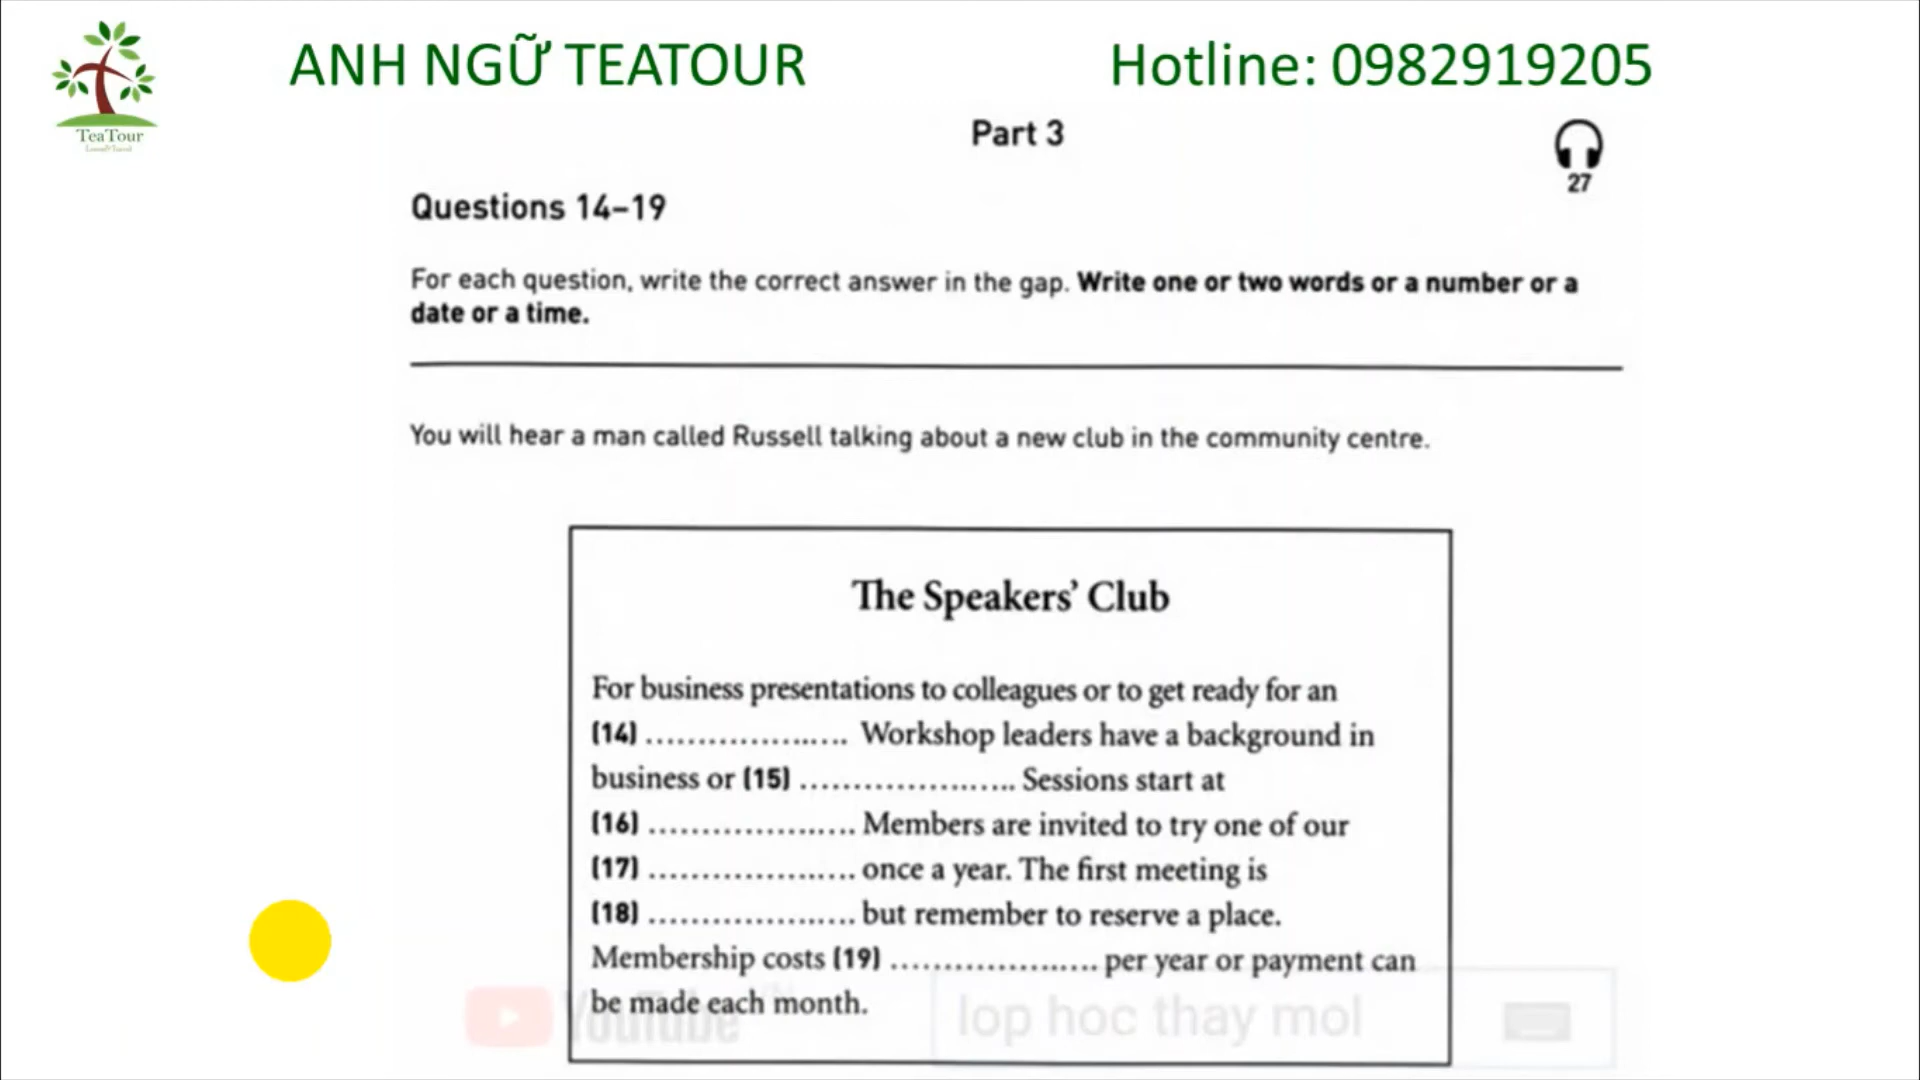 ANH NGỮ TEATOUR Hotline: 0982919205
TeaTour
Part 3
27
Questions 14–19
For each question, write the correct answer in the gap. Write one or two words or a number or a
date or a time.
You will hear a man called Russell talking about a new club in the community centre.
The Speakers’ Club
For business presentations to colleagues or to get ready for an
(14) ........................ Workshop leaders have a background in
business or (15) ........................ Sessions start at
(16) ........................ Members are invited to try one of our
(17) ........................ once a year. The first meeting is
(18) ........................ but remember to reserve a place.
Membership costs (19) ........................ per year or payment can
be made each month.
YouTube lop hoc thay mol